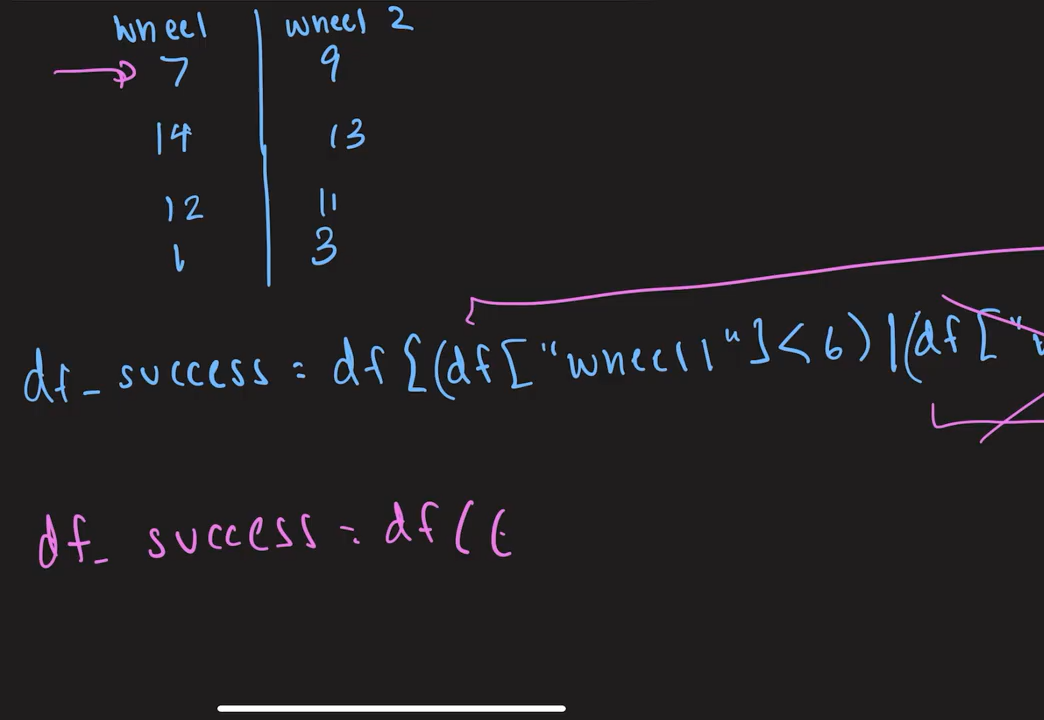 wheel wheel 2
7 9
14 13
12 11
1 3
df_success = df[(df["wheel1"]<6)|(df["
df_success = df((